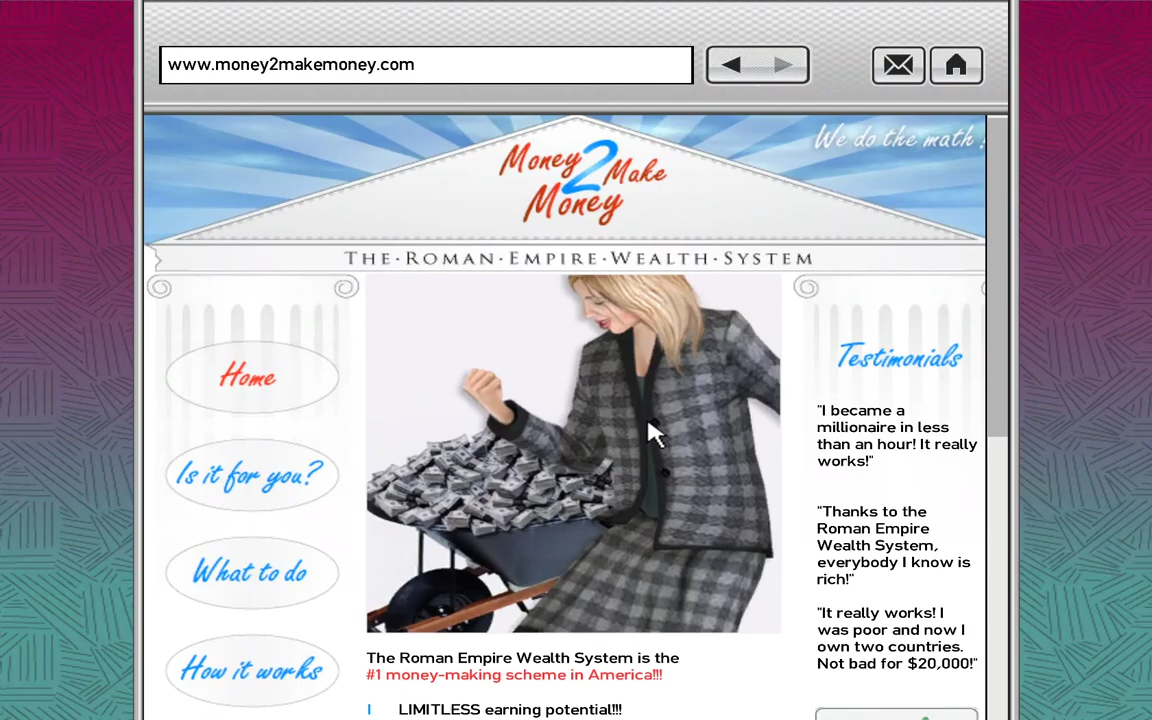 www.money2makemoney.com
We do the math !
Money 2 Make
Money
THE·ROMAN·EMPIRE·WEALTH·SYSTEM
Home
Is it for you?
What to do
How it works
The Roman Empire Wealth System is the
#1 money-making scheme in America!!!
I LIMITLESS earning potential!!!
Testimonials
"I became a
millionaire in less
than an hour! It really
works!"
"Thanks to the
Roman Empire
Wealth System,
everybody I know is
rich!"
"It really works! I
was poor and now I
own two countries.
Not bad for $20,000!"